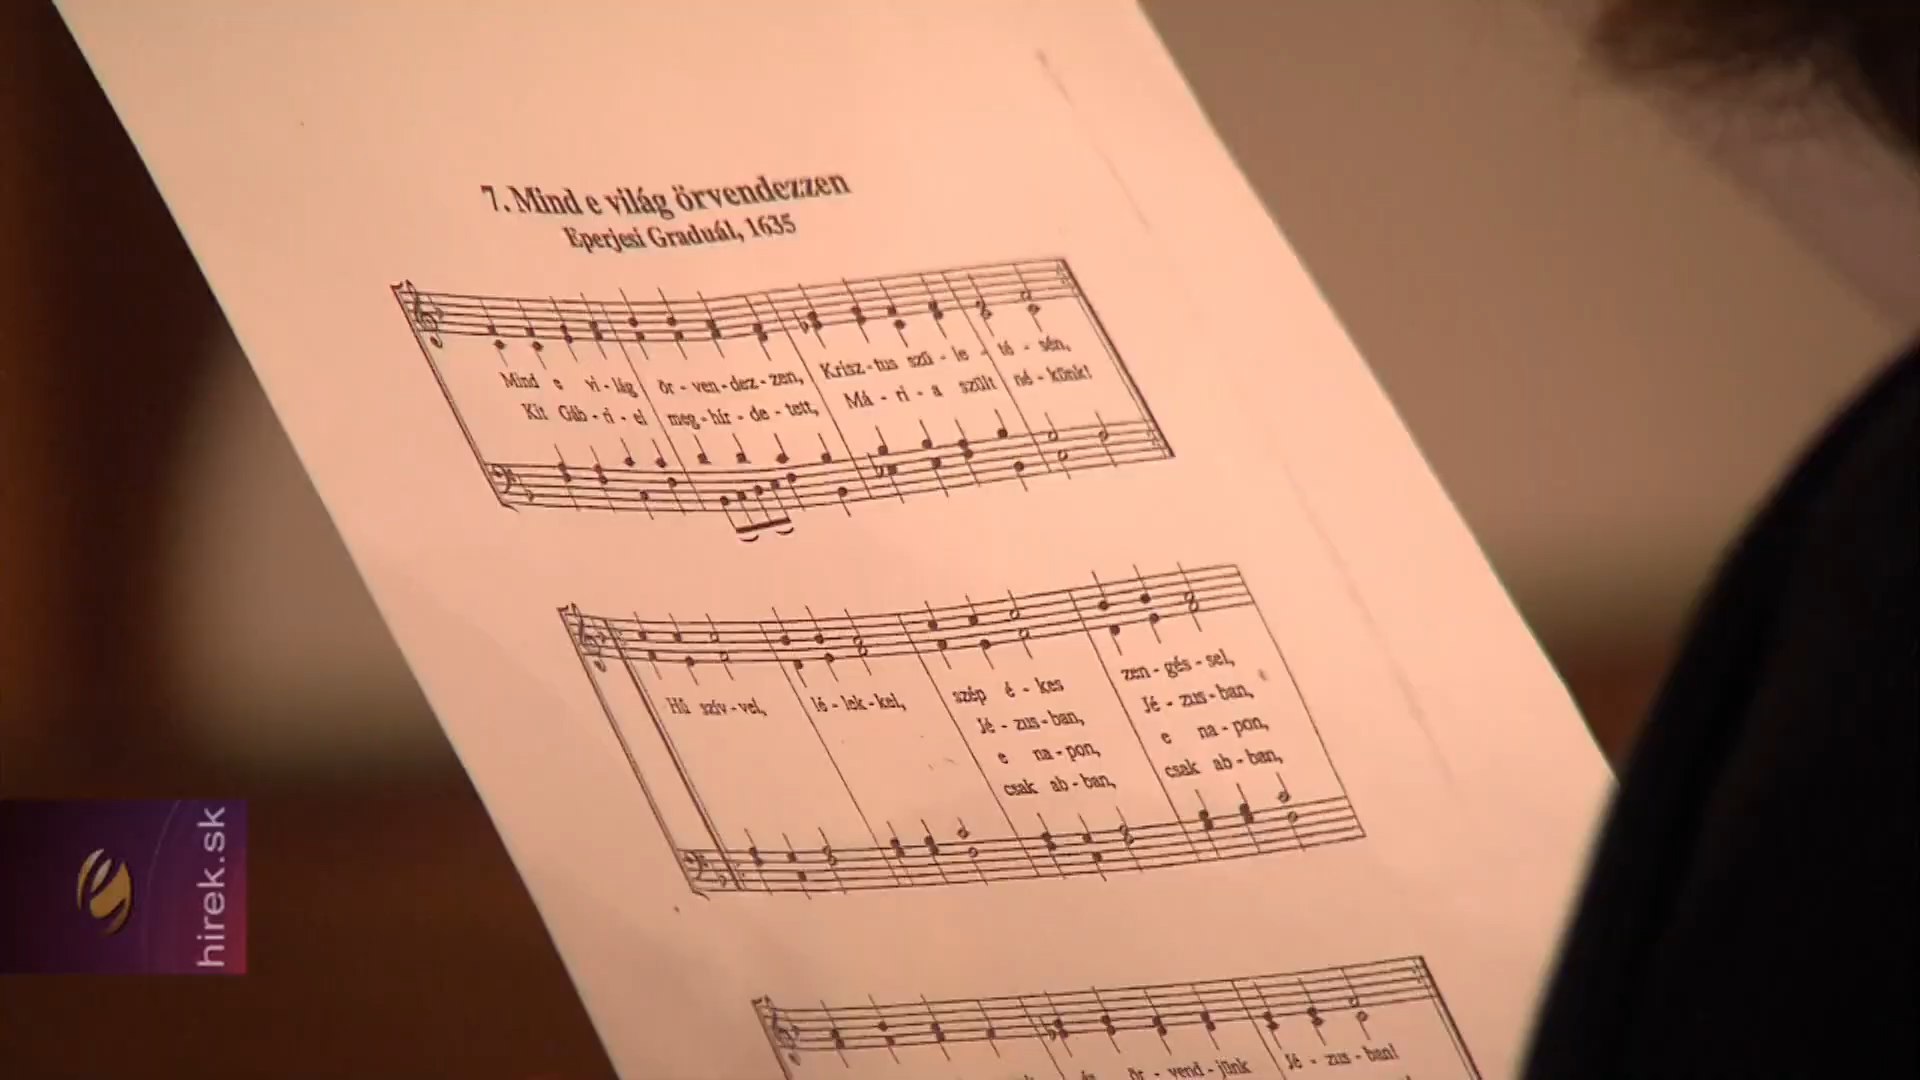 7. Mind e világ örvendezzen
Eperjesi Graduál, 1635
Mind e vi - lág ör - ven - dez - zen, Krisz - tus szü - le - té - sén,
Kit Gáb - ri - el meg - hír - de - tett, Má - ri - a szült né - künk!
Hű szív - vel, lé - lek - kel, szép é - kes zen - gés - sel,
Jé - zus - ban, Jé - zus - ban,
e na - pon, e na - pon,
csak ab - ban, csak ab - ban,
és ör - vend - jünk Jé - zus - ban!
hirek.sk